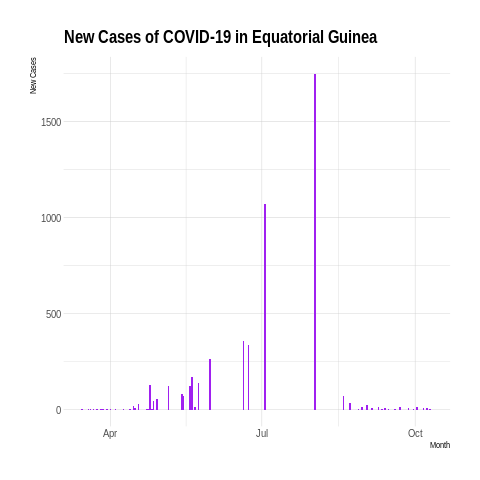 New Cases of COVID-19 in Equatorial Guinea
New Cases
1500
1000
500
0
Apr
Jul
Oct
Month